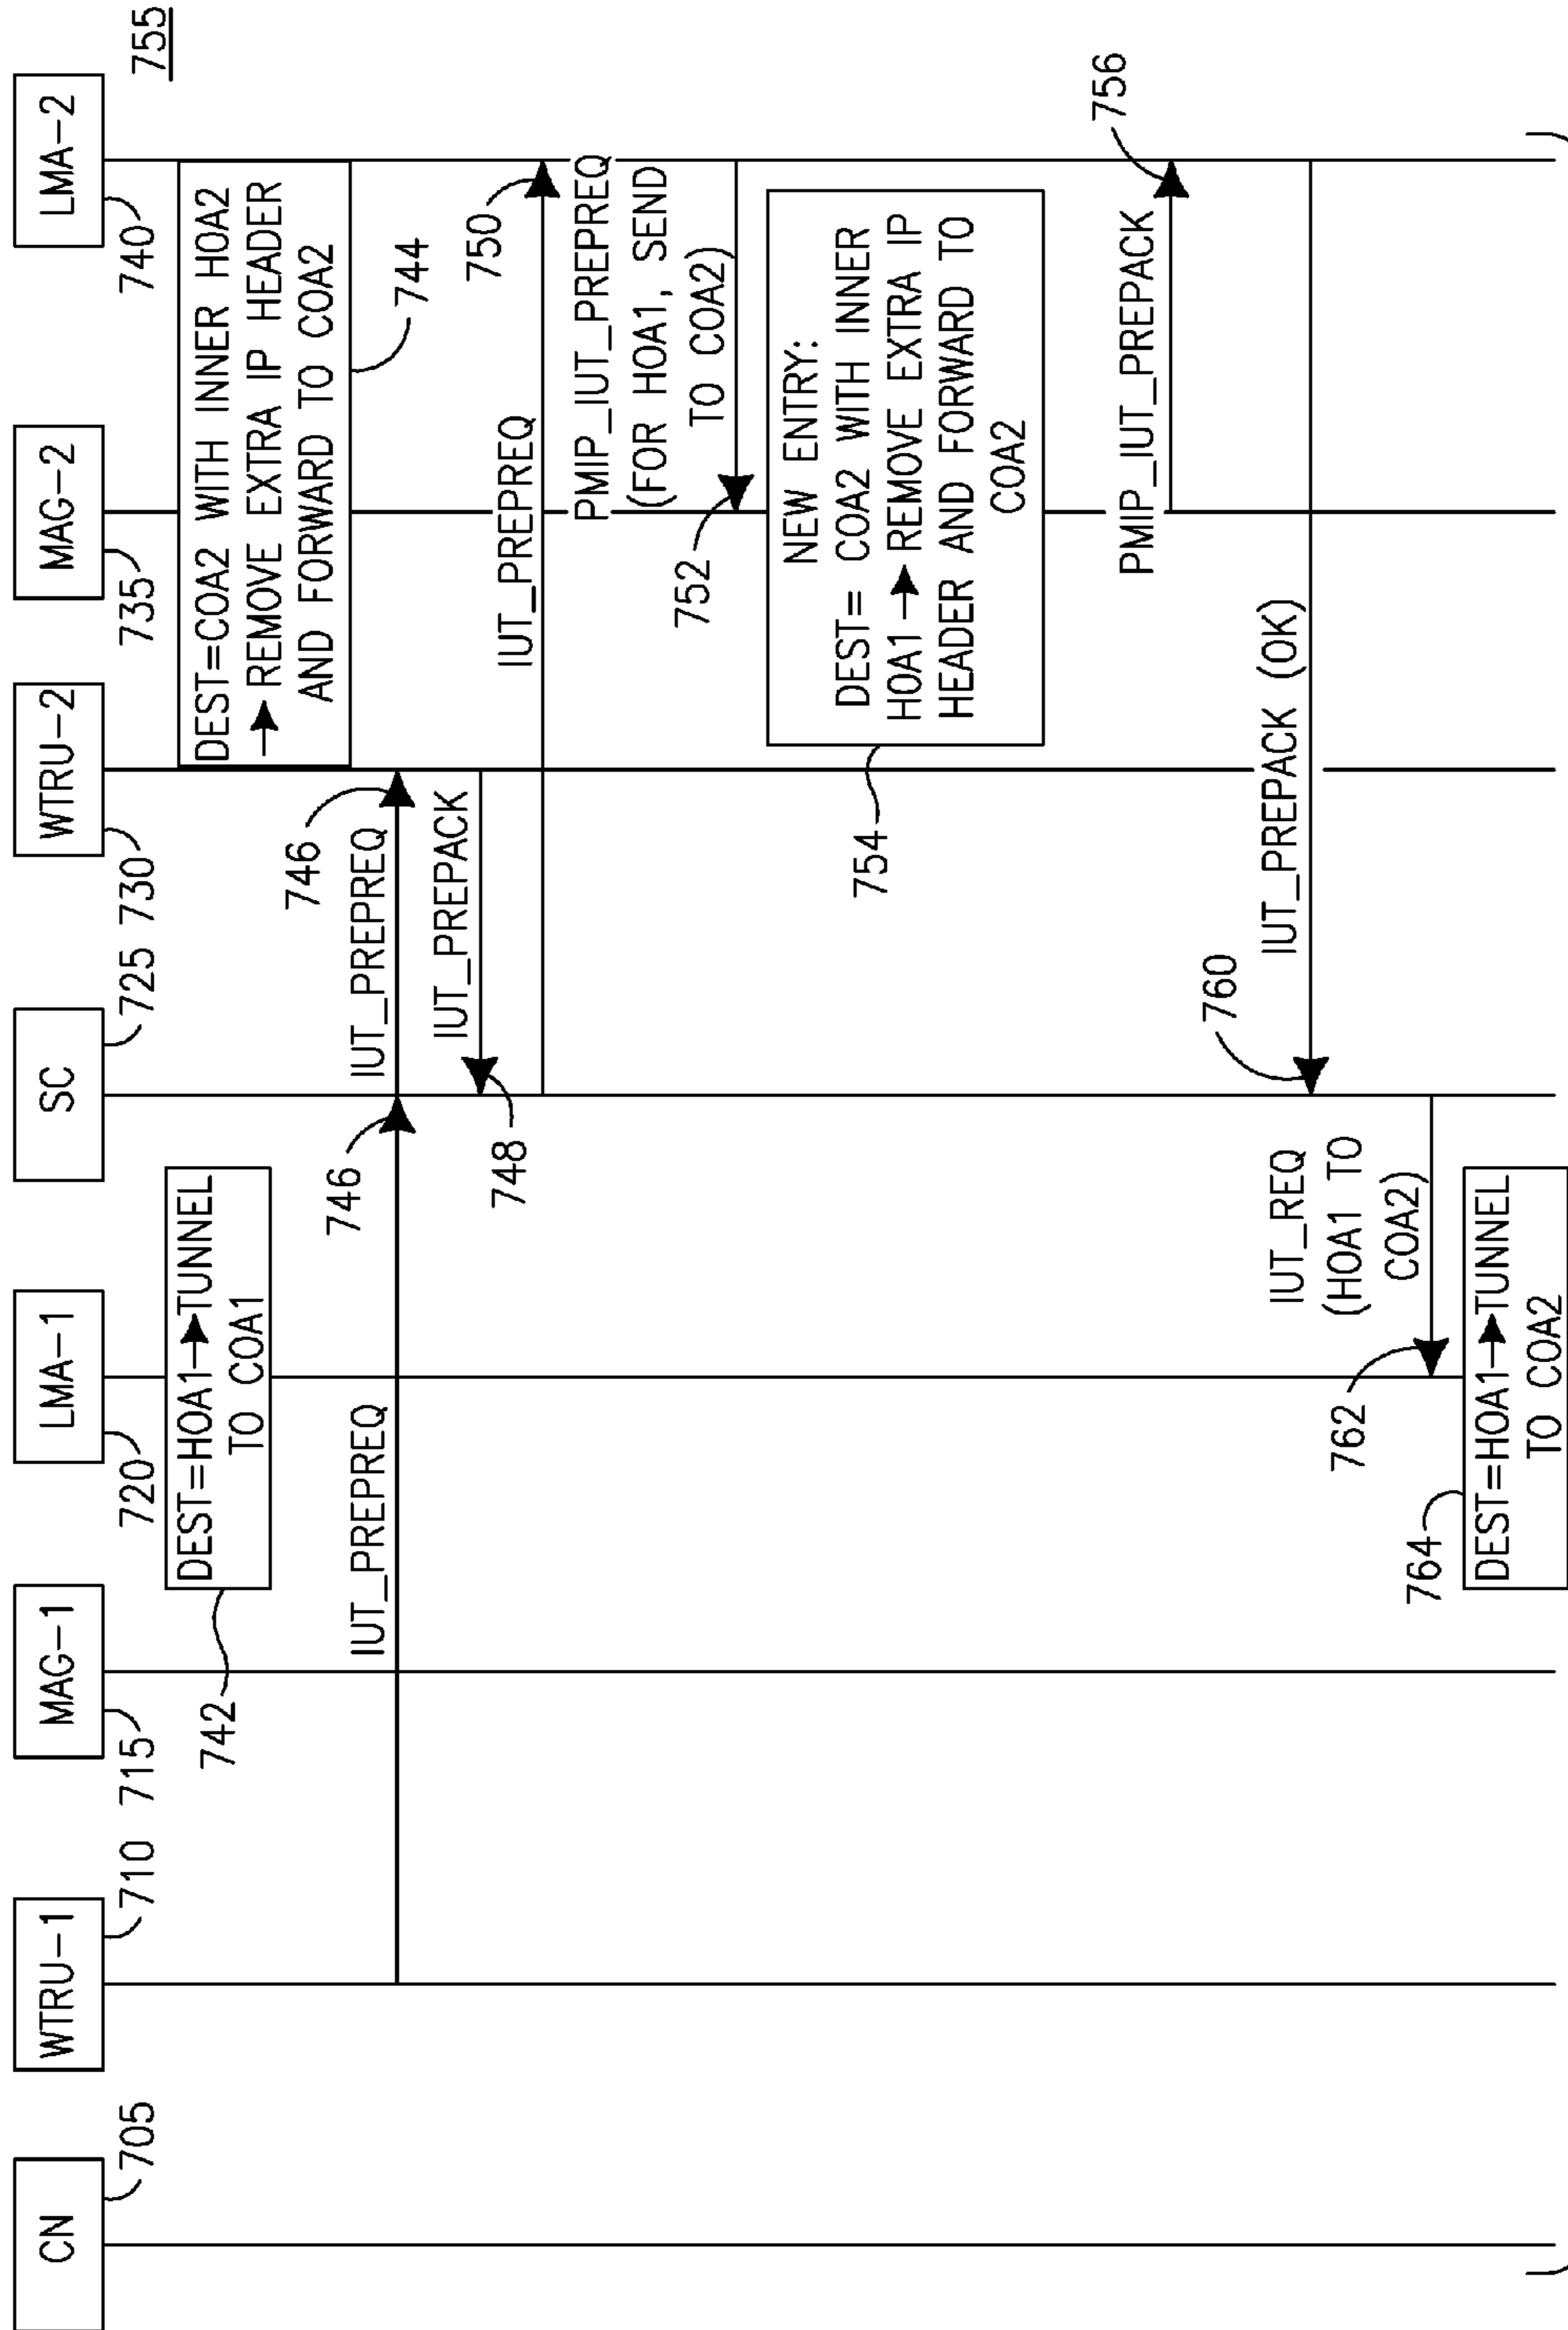 755
CN
705
WTRU-1
710
MAG-1
715
LMA-1
720
SC
725
WTRU-2
730
MAG-2
735
LMA-2
740
DEST=HOA1→TUNNEL
TO COA1
742
DEST=COA2 WITH INNER HOA2
→REMOVE EXTRA IP HEADER
AND FORWARD TO COA2
744
IUT_PREPREQ
746
IUT_PREPREQ
746
IUT_PREPACK
748
IUT_PREPREQ
750
PMIP_IUT_PREPREQ
(FOR HOA1, SEND
TO COA2)
752
NEW ENTRY:
DEST= COA2 WITH INNER
HOA1→REMOVE EXTRA IP
HEADER AND FORWARD TO
COA2
754
PMIP_IUT_PREPACK
756
IUT_PREPACK (OK)
760
IUT_REQ
(HOA1 TO
COA2)
762
DEST=HOA1→TUNNEL
TO COA2
764